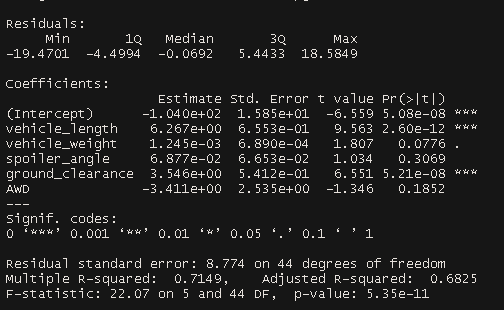 Residuals:
     Min       1Q   Median       3Q      Max
-19.4701  -4.4994  -0.0692   5.4433  18.5849
Coefficients:
                   Estimate Std. Error t value Pr(>|t|)
(Intercept)      -1.040e+02  1.585e+01  -6.559 5.08e-08 ***
vehicle_length    6.267e+00  6.553e-01   9.563 2.60e-12 ***
vehicle_weight    1.245e-03  6.890e-04   1.807   0.0776 .
spoiler_angle     6.877e-02  6.653e-02   1.034   0.3069
ground_clearance  3.546e+00  5.412e-01   6.551 5.21e-08 ***
AWD              -3.411e+00  2.535e+00  -1.346   0.1852
---
Signif. codes:
0 ‘***’ 0.001 ‘**’ 0.01 ‘*’ 0.05 ‘.’ 0.1 ‘ ’ 1
Residual standard error: 8.774 on 44 degrees of freedom
Multiple R-squared:  0.7149,	Adjusted R-squared:  0.6825
F-statistic: 22.07 on 5 and 44 DF,  p-value: 5.35e-11